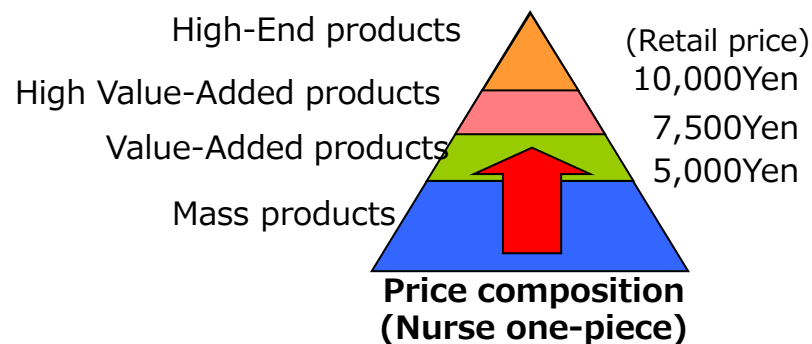 High-End products
(Retail price)
10,000Yen
High Value-Added products
7,500Yen
Value-Added products
5,000Yen
Mass products
Price composition
(Nurse one-piece)